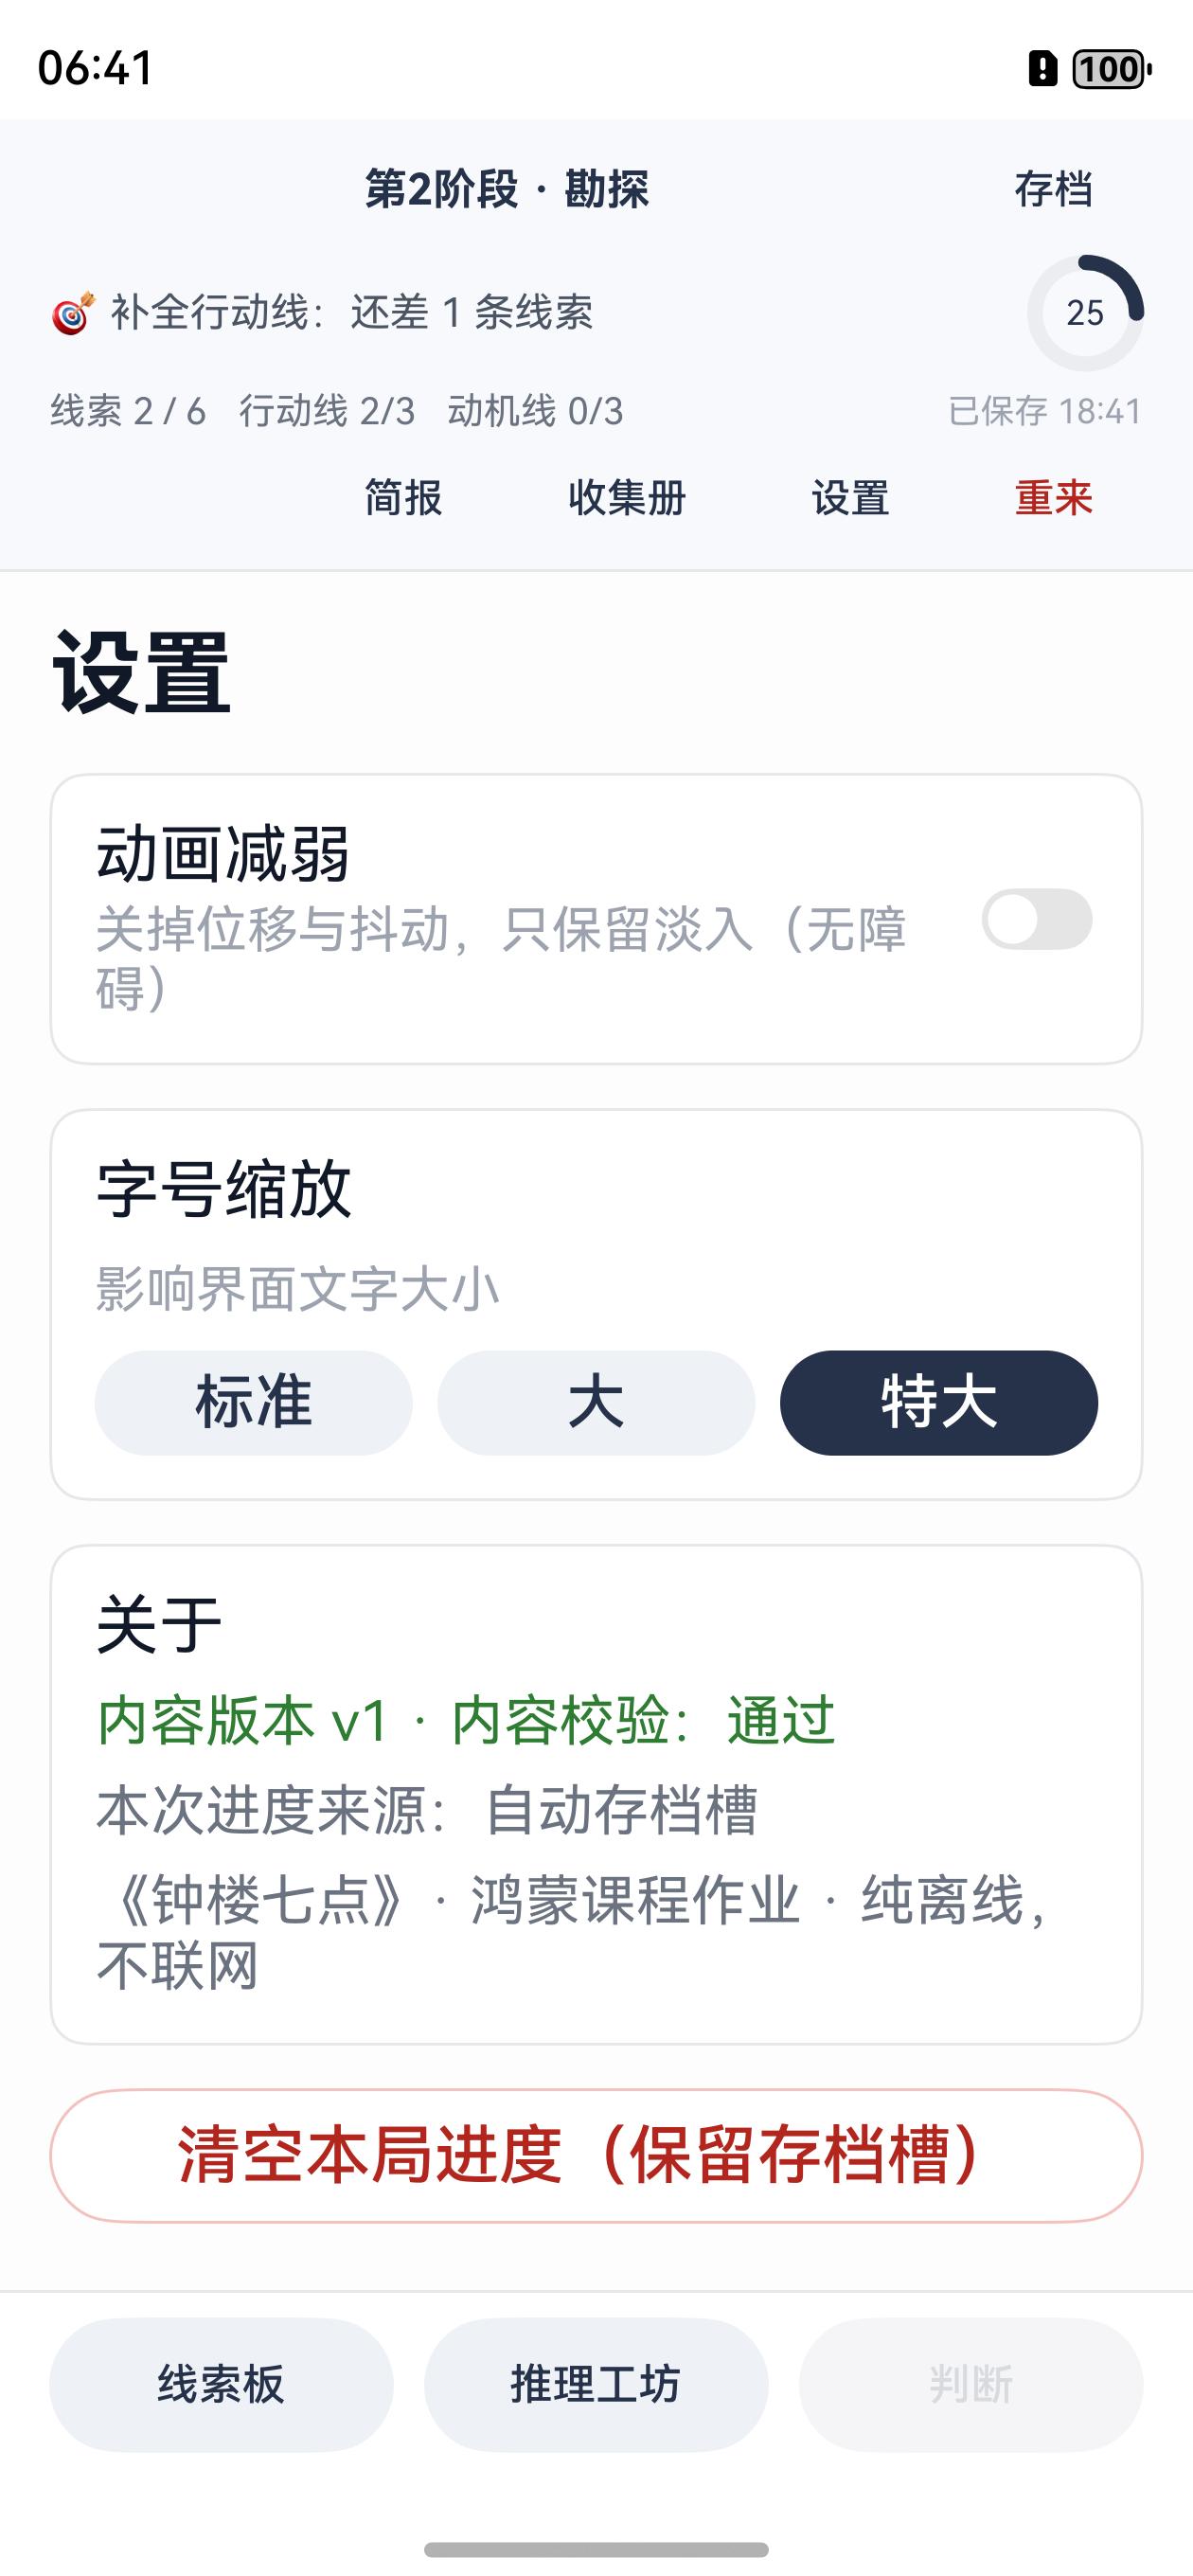 06:41
100
第2阶段 · 勘探
存档
补全行动线：还差 1 条线索
25
线索 2 / 6 行动线 2/3 动机线 0/3
已保存 18:41
简报 收集册 设置 重来
设置
动画减弱
关掉位移与抖动，只保留淡入（无障
碍）
字号缩放
影响界面文字大小
标准 大 特大
关于
内容版本 v1 · 内容校验：通过
本次进度来源：自动存档槽
《钟楼七点》 · 鸿蒙课程作业 · 纯离线，
不联网
清空本局进度（保留存档槽）
线索板 推理工坊 判断